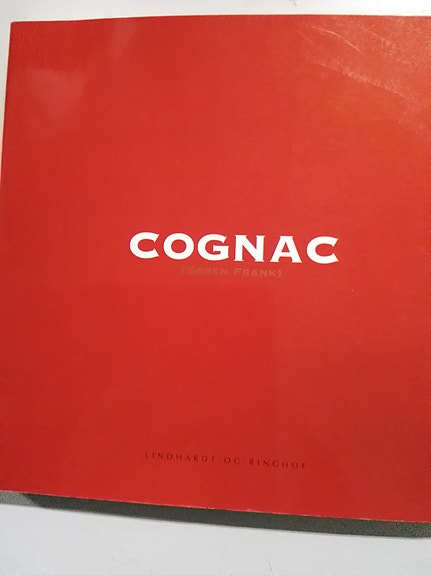 COGNAC
(SØREN FRANK)
LINDHARDT OG RINGHOF